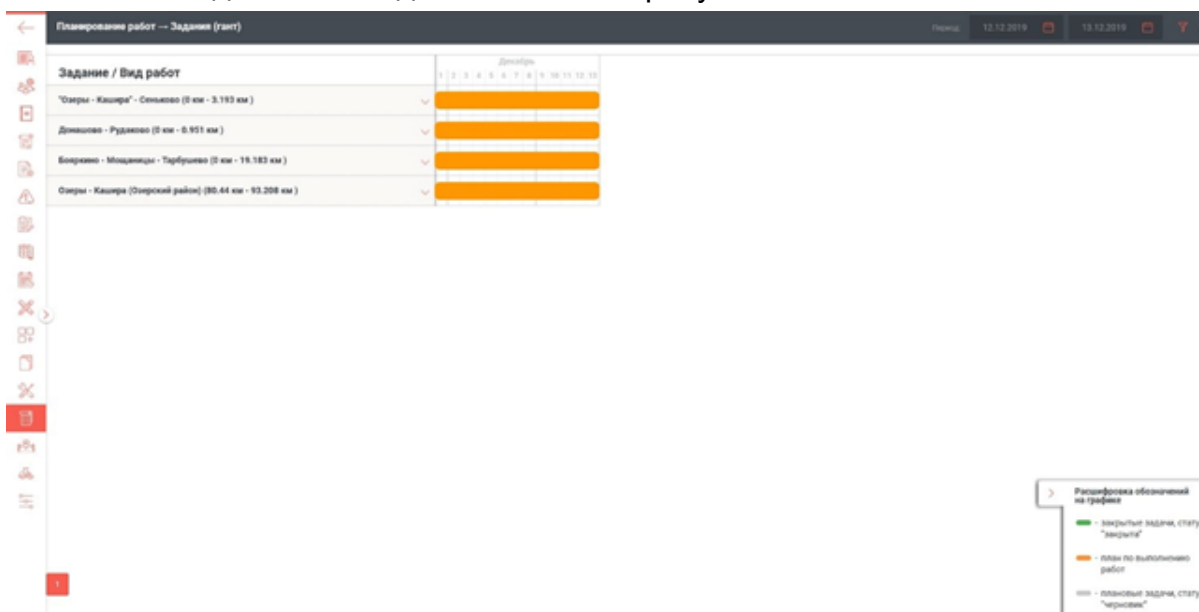 Планирование работ → Задания (гант)
Период: 12.12.2019 13.12.2019
Задание / Вид работ
Декабрь
1 2 3 4 5 6 7 8 9 10 11 12 13
"Озеры - Кашира" - Сеньково (0 км - 3.193 км )
Домашово - Рудаково (0 км - 0.951 км )
Бояркино - Мощаницы - Тарбушево (0 км - 19.183 км )
Озеры - Кашира (Озерский район) (80.44 км - 93.208 км )
Расшифровка обозначений
на графике
- закрытые задачи, стату
"закрыта"
- план по выполнению
работ
- плановые задачи, стату
"черновик"
1